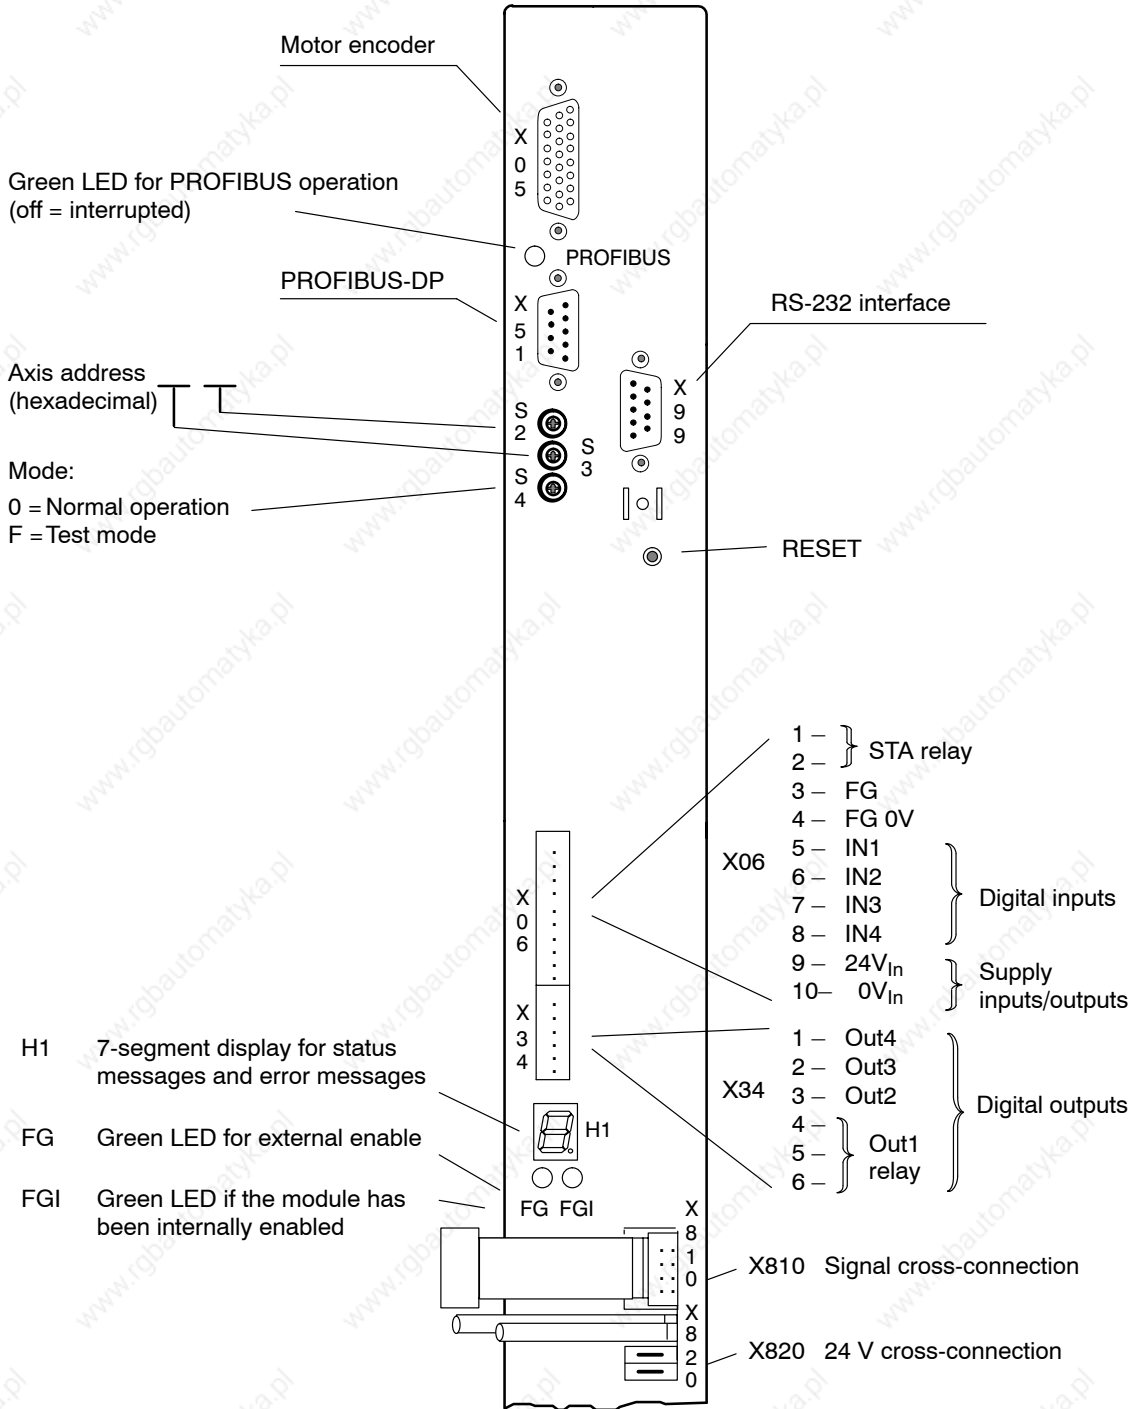 Motor encoder
X
0
5
Green LED for PROFIBUS operation
(off = interrupted)
PROFIBUS
PROFIBUS-DP
X
5
1
RS-232 interface
X
9
9
Axis address
(hexadecimal)
S
2
S
3
S
4
Mode:
0 = Normal operation
F = Test mode
RESET
X
0
6
X06
1 – STA relay
2 –
3 – FG
4 – FG 0V
5 – IN1
6 – IN2
7 – IN3
8 – IN4
Digital inputs
9 – 24VIn
10– 0VIn
Supply
inputs/outputs
X
3
4
X34
1 – Out4
2 – Out3
3 – Out2
4 –
5 –
6 –
Out1
relay
Digital outputs
H1 7-segment display for status
messages and error messages
H1
FG Green LED for external enable
FGI Green LED if the module has
been internally enabled
FG FGI
X
8
1
0
X810 Signal cross-connection
X
8
2
0
X820 24 V cross-connection
www.rgbautomatyka.pl